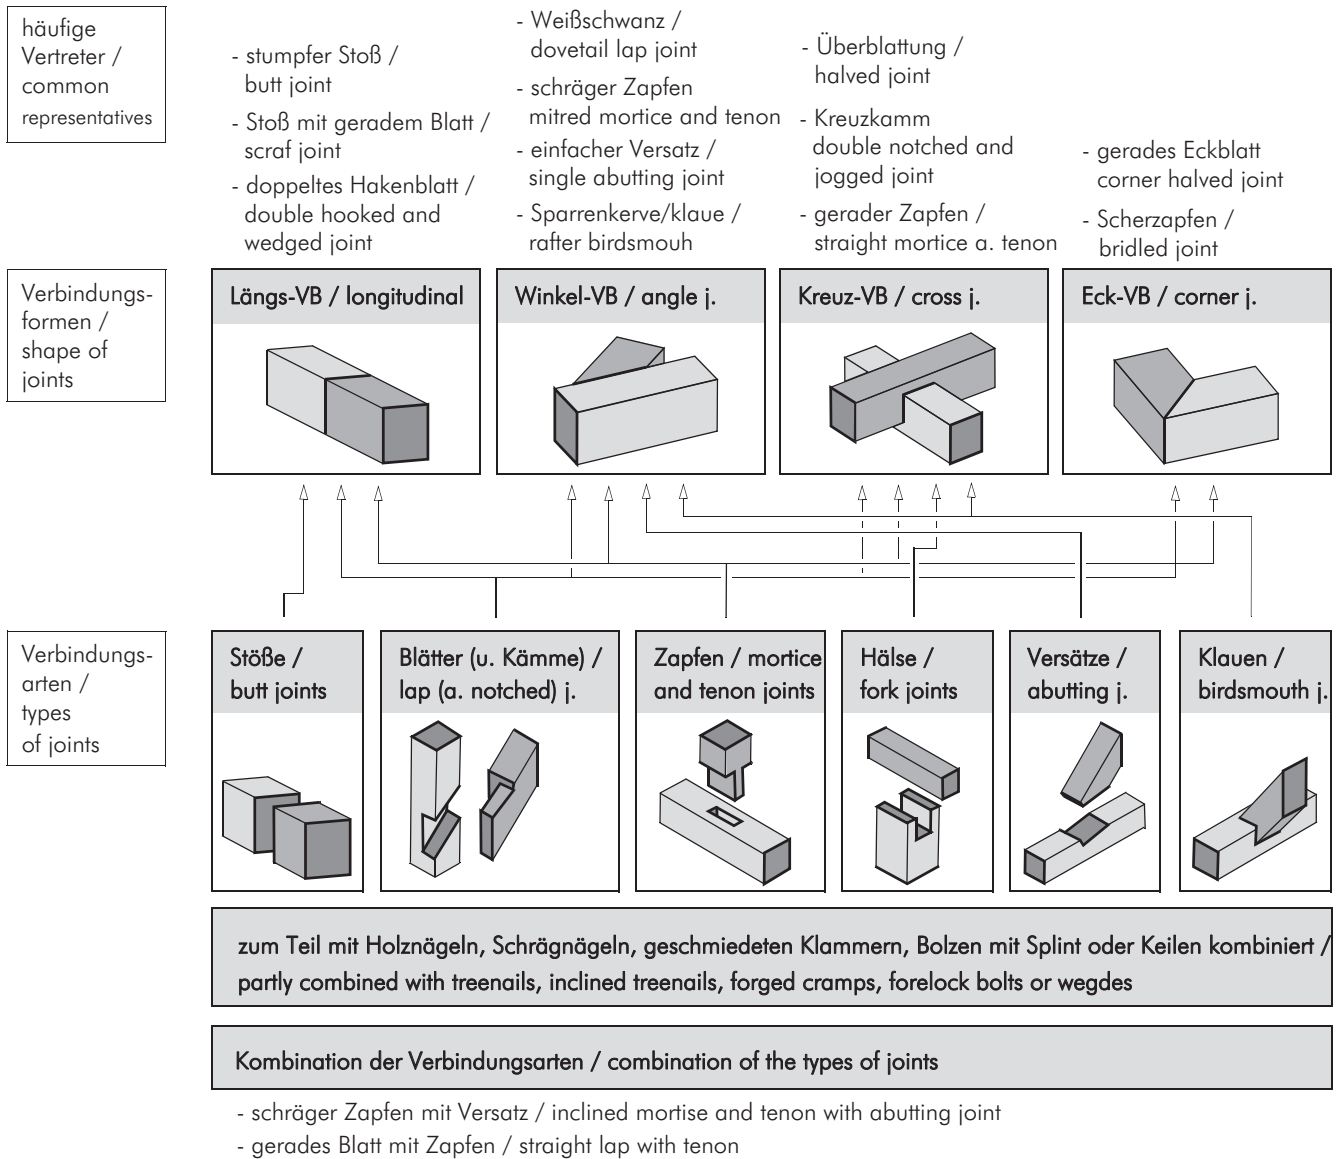 häufige
Vertreter /
common
representatives
- stumpfer Stoß /
butt joint
- Stoß mit geradem Blatt /
scraf joint
- doppeltes Hakenblatt /
double hooked and
wedged joint
- Weißschwanz /
dovetail lap joint
- schräger Zapfen
mitred mortice and tenon
- einfacher Versatz /
single abutting joint
- Sparrenkerve/klaue /
rafter birdsmouh
- Überblattung /
halved joint
- Kreuzkamm
double notched and
jogged joint
- gerader Zapfen /
straight mortice a. tenon
- gerades Eckblatt
corner halved joint
- Scherzapfen /
bridled joint
Verbindungs-
formen /
shape of
joints
Längs-VB / longitudinal
Winkel-VB / angle j.
Kreuz-VB / cross j.
Eck-VB / corner j.
Verbindungs-
arten /
types
of joints
Stöße /
butt joints
Blätter (u. Kämme) /
lap (a. notched) j.
Zapfen / mortice
and tenon joints
Hälse /
fork joints
Versätze /
abutting j.
Klauen /
birdsmouth j.
zum Teil mit Holznägeln, Schrägnägeln, geschmiedeten Klammern, Bolzen mit Splint oder Keilen kombiniert /
partly combined with treenails, inclined treenails, forged cramps, forelock bolts or wegdes
Kombination der Verbindungsarten / combination of the types of joints
- schräger Zapfen mit Versatz / inclined mortise and tenon with abutting joint
- gerades Blatt mit Zapfen / straight lap with tenon